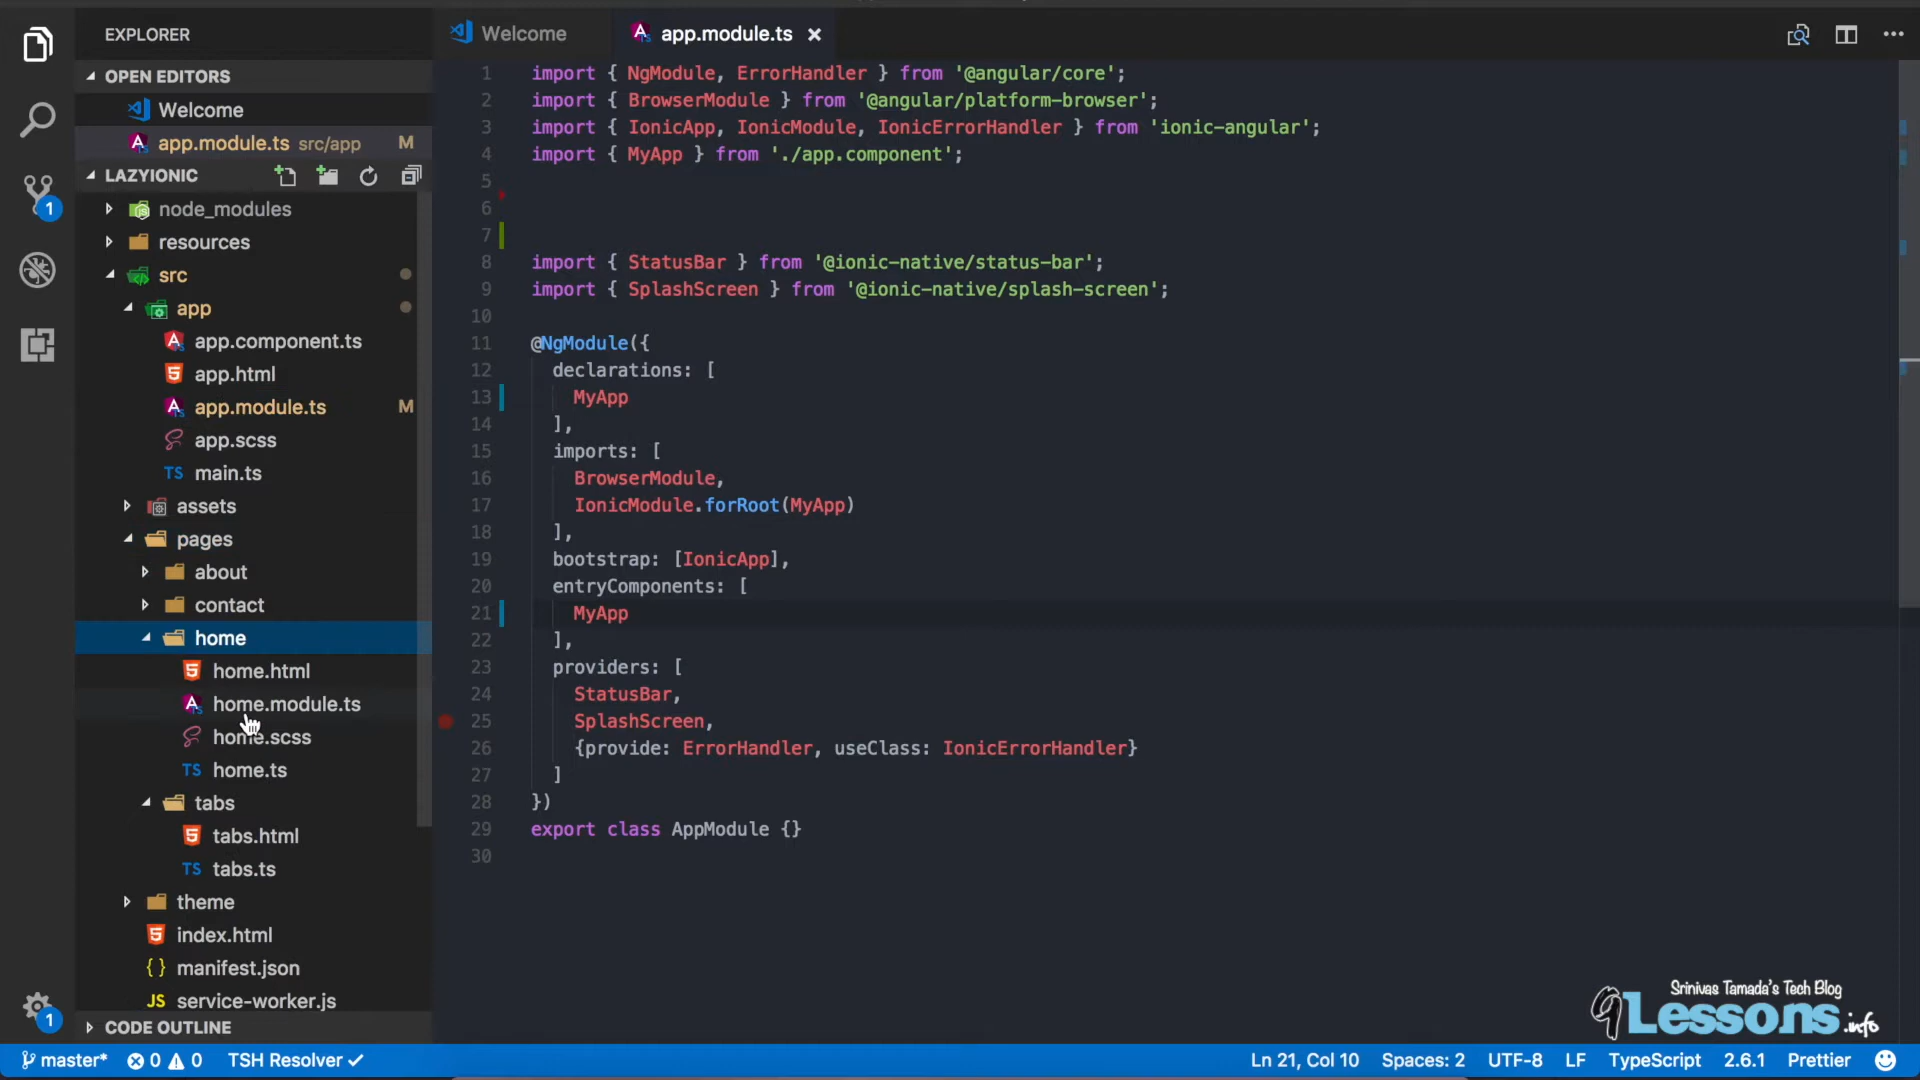 EXPLORER
OPEN EDITORS
Welcome
app.module.ts src/app M
LAZYIONIC
node_modules
resources
src
app
app.component.ts
app.html
app.module.ts M
app.scss
TS main.ts
assets
pages
about
contact
home
home.html
home.module.ts
home.scss
TS home.ts
tabs
tabs.html
TS tabs.ts
theme
index.html
{} manifest.json
JS service-worker.js
CODE OUTLINE
1
1
Welcome
app.module.ts
1 import { NgModule, ErrorHandler } from '@angular/core';
2 import { BrowserModule } from '@angular/platform-browser';
3 import { IonicApp, IonicModule, IonicErrorHandler } from 'ionic-angular';
4 import { MyApp } from './app.component';
5
6
7
8 import { StatusBar } from '@ionic-native/status-bar';
9 import { SplashScreen } from '@ionic-native/splash-screen';
10
11 @NgModule({
12 declarations: [
13 MyApp
14 ],
15 imports: [
16 BrowserModule,
17 IonicModule.forRoot(MyApp)
18 ],
19 bootstrap: [IonicApp],
20 entryComponents: [
21 MyApp
22 ],
23 providers: [
24 StatusBar,
25 SplashScreen,
26 {provide: ErrorHandler, useClass: IonicErrorHandler}
27 ]
28 })
29 export class AppModule {}
30
Srinivas Tamada's Tech Blog
9Lessons.info
master* 0 0 TSH Resolver Ln 21, Col 10 Spaces: 2 UTF-8 LF TypeScript 2.6.1 Prettier